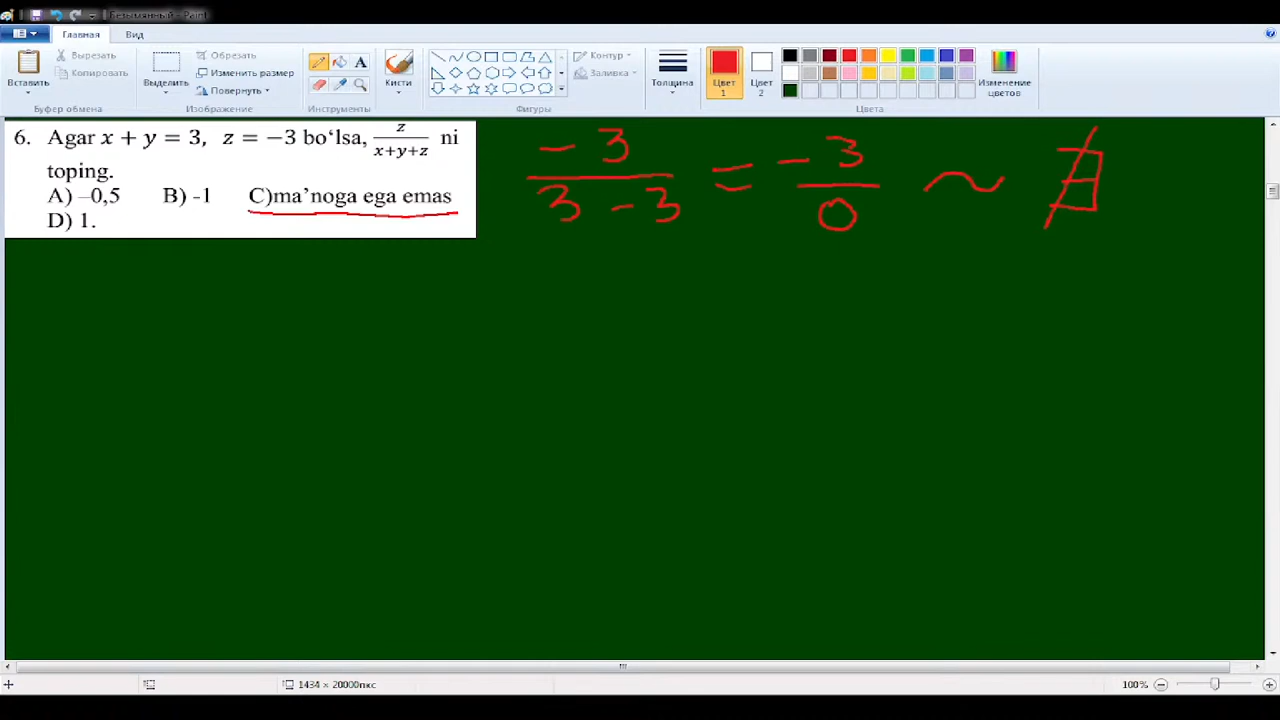 Безымянный - Paint
Главная Вид
Вставить
Вырезать
Копировать
Буфер обмена
Выделить
Обрезать
Изменить размер
Повернуть
Изображение
A
Инструменты
Кисти
Контур
Заливка
Фигуры
Толщина
Цвет 1
Цвет 2
Изменение цветов
Цвета
6. Agar x + y = 3, z = −3 bo‘lsa, z/(x+y+z) ni
toping.
A) –0,5 B) -1 C)ma’noga ega emas
D) 1.
−3/(3−3) = −3/0 ~ ∄
1434 × 20000пкс
100%